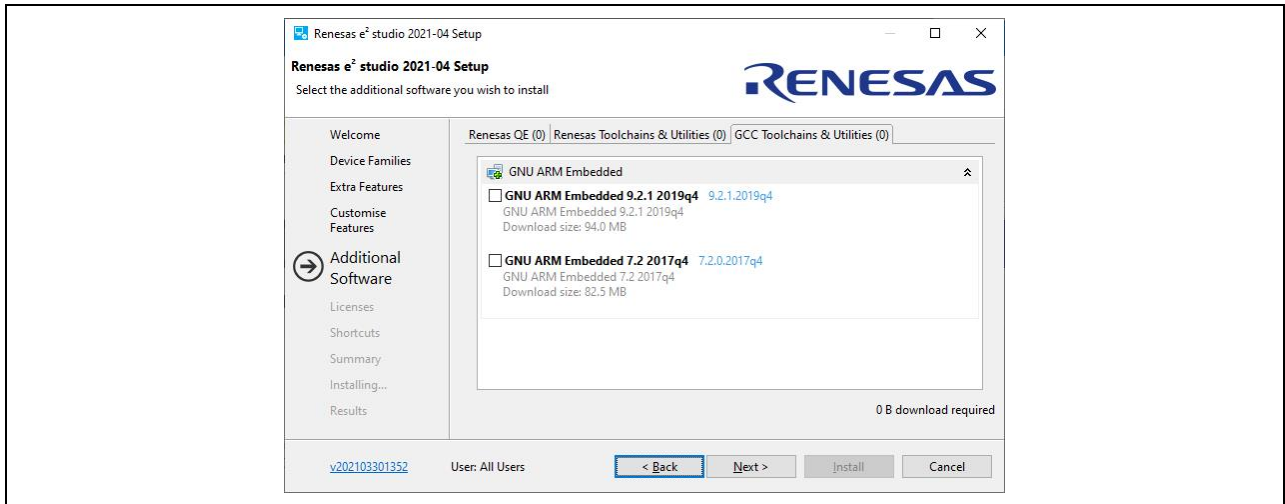 Renesas e² studio 2021-04 Setup
Renesas e² studio 2021-04 Setup
Select the additional software you wish to install
RENESAS
Welcome
Device Families
Extra Features
Customise
Features
Additional
Software
Licenses
Shortcuts
Summary
Installing...
Results
Renesas QE (0) Renesas Toolchains & Utilities (0) GCC Toolchains & Utilities (0)
GNU ARM Embedded
GNU ARM Embedded 9.2.1 2019q4 9.2.1.2019q4
GNU ARM Embedded 9.2.1 2019q4
Download size: 94.0 MB
GNU ARM Embedded 7.2 2017q4 7.2.0.2017q4
GNU ARM Embedded 7.2 2017q4
Download size: 82.5 MB
0 B download required
v202103301352 User: All Users < Back Next > Install Cancel